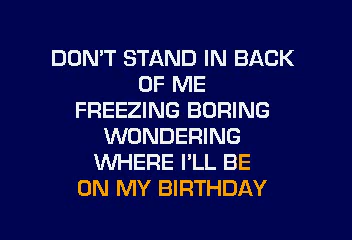 DON'T STAND IN BACK
OF ME
FREEZING BORING
WONDERING
WHERE I'LL BE
ON MY BIRTHDAY